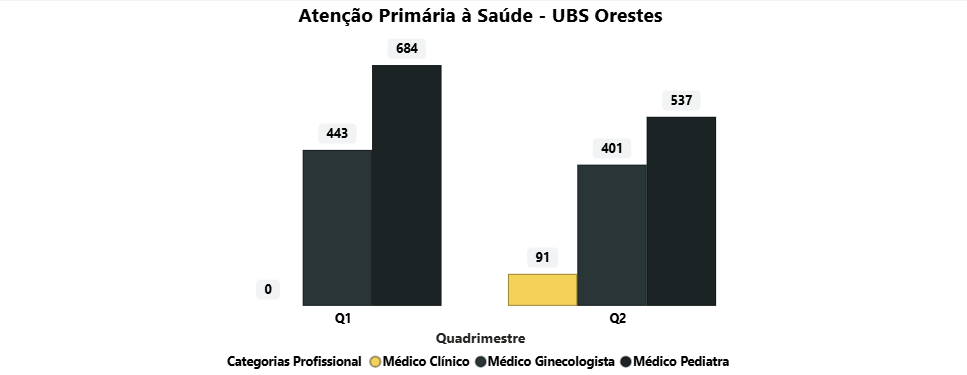 Atenção Primária à Saúde - UBS Orestes
684
443
0
537
401
91
Q1
Q2
Quadrimestre
Categorias Profissional Médico Clínico Médico Ginecologista Médico Pediatra